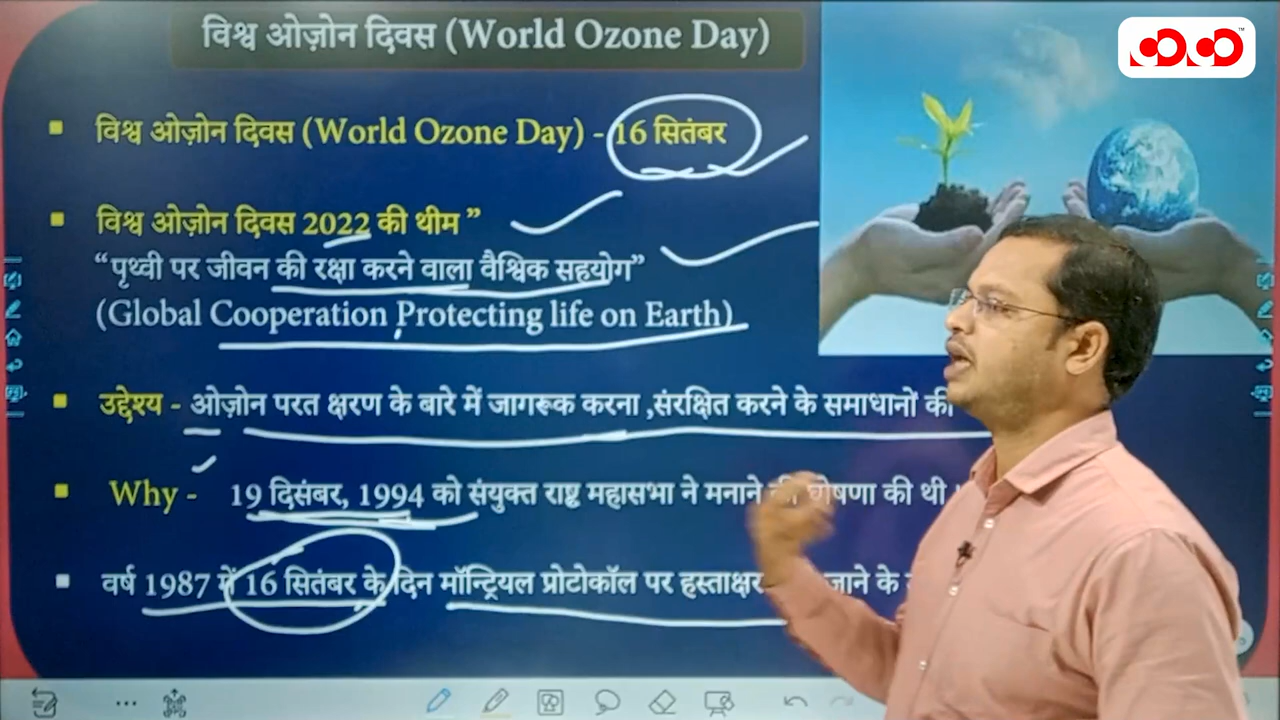 विश्व ओज़ोन दिवस (World Ozone Day)
विश्व ओज़ोन दिवस (World Ozone Day) - 16 सितंबर
विश्व ओज़ोन दिवस 2022 की थीम ”
“पृथ्वी पर जीवन की रक्षा करने वाला वैश्विक सहयोग”
(Global Cooperation Protecting life on Earth)
उद्देश्य - ओज़ोन परत क्षरण के बारे में जागरूक करना ,संरक्षित करने के समाधानों की
Why - 19 दिसंबर, 1994 को संयुक्त राष्ट्र महासभा ने मनाने की घोषणा की थी ।
वर्ष 1987 में 16 सितंबर के दिन मॉन्ट्रियल प्रोटोकॉल पर हस्ताक्षर जाने के